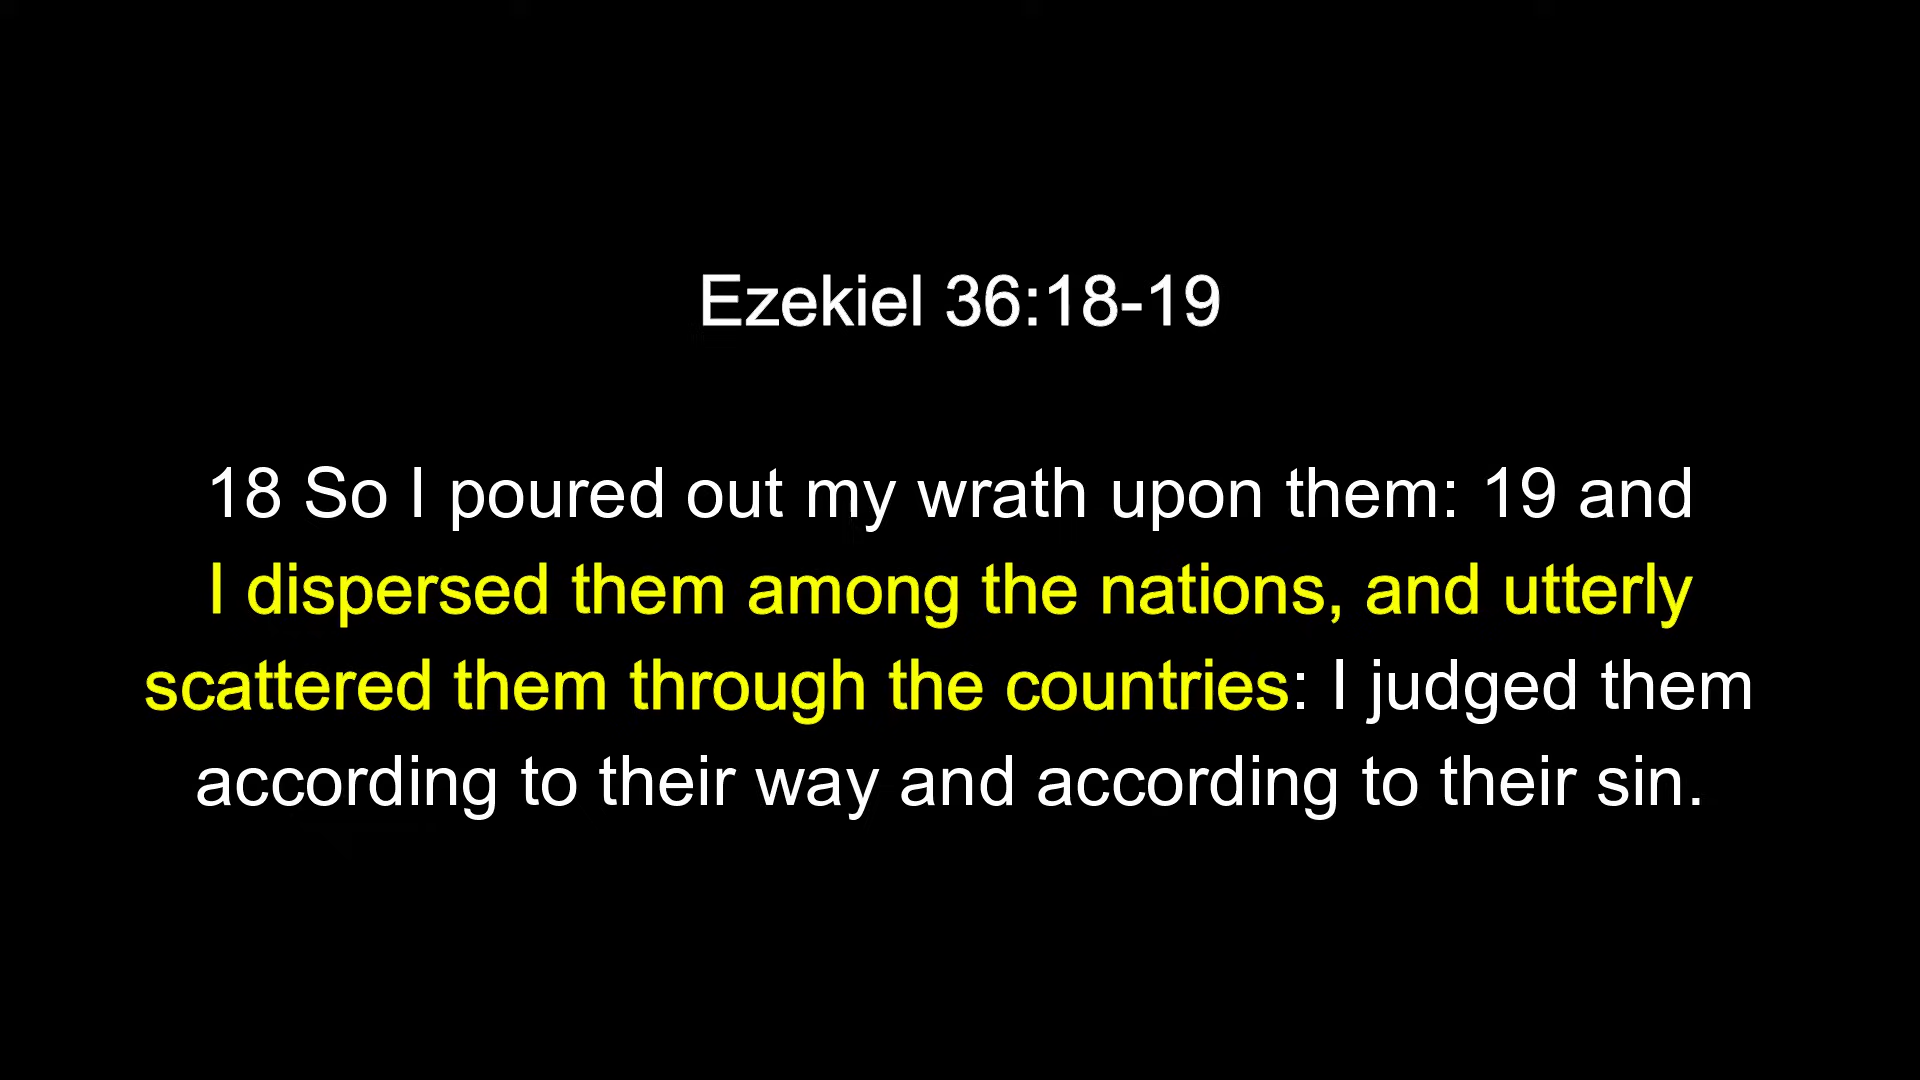 Ezekiel 36:18-19
18 So I poured out my wrath upon them: 19 and
I dispersed them among the nations, and utterly
scattered them through the countries: I judged them
according to their way and according to their sin.